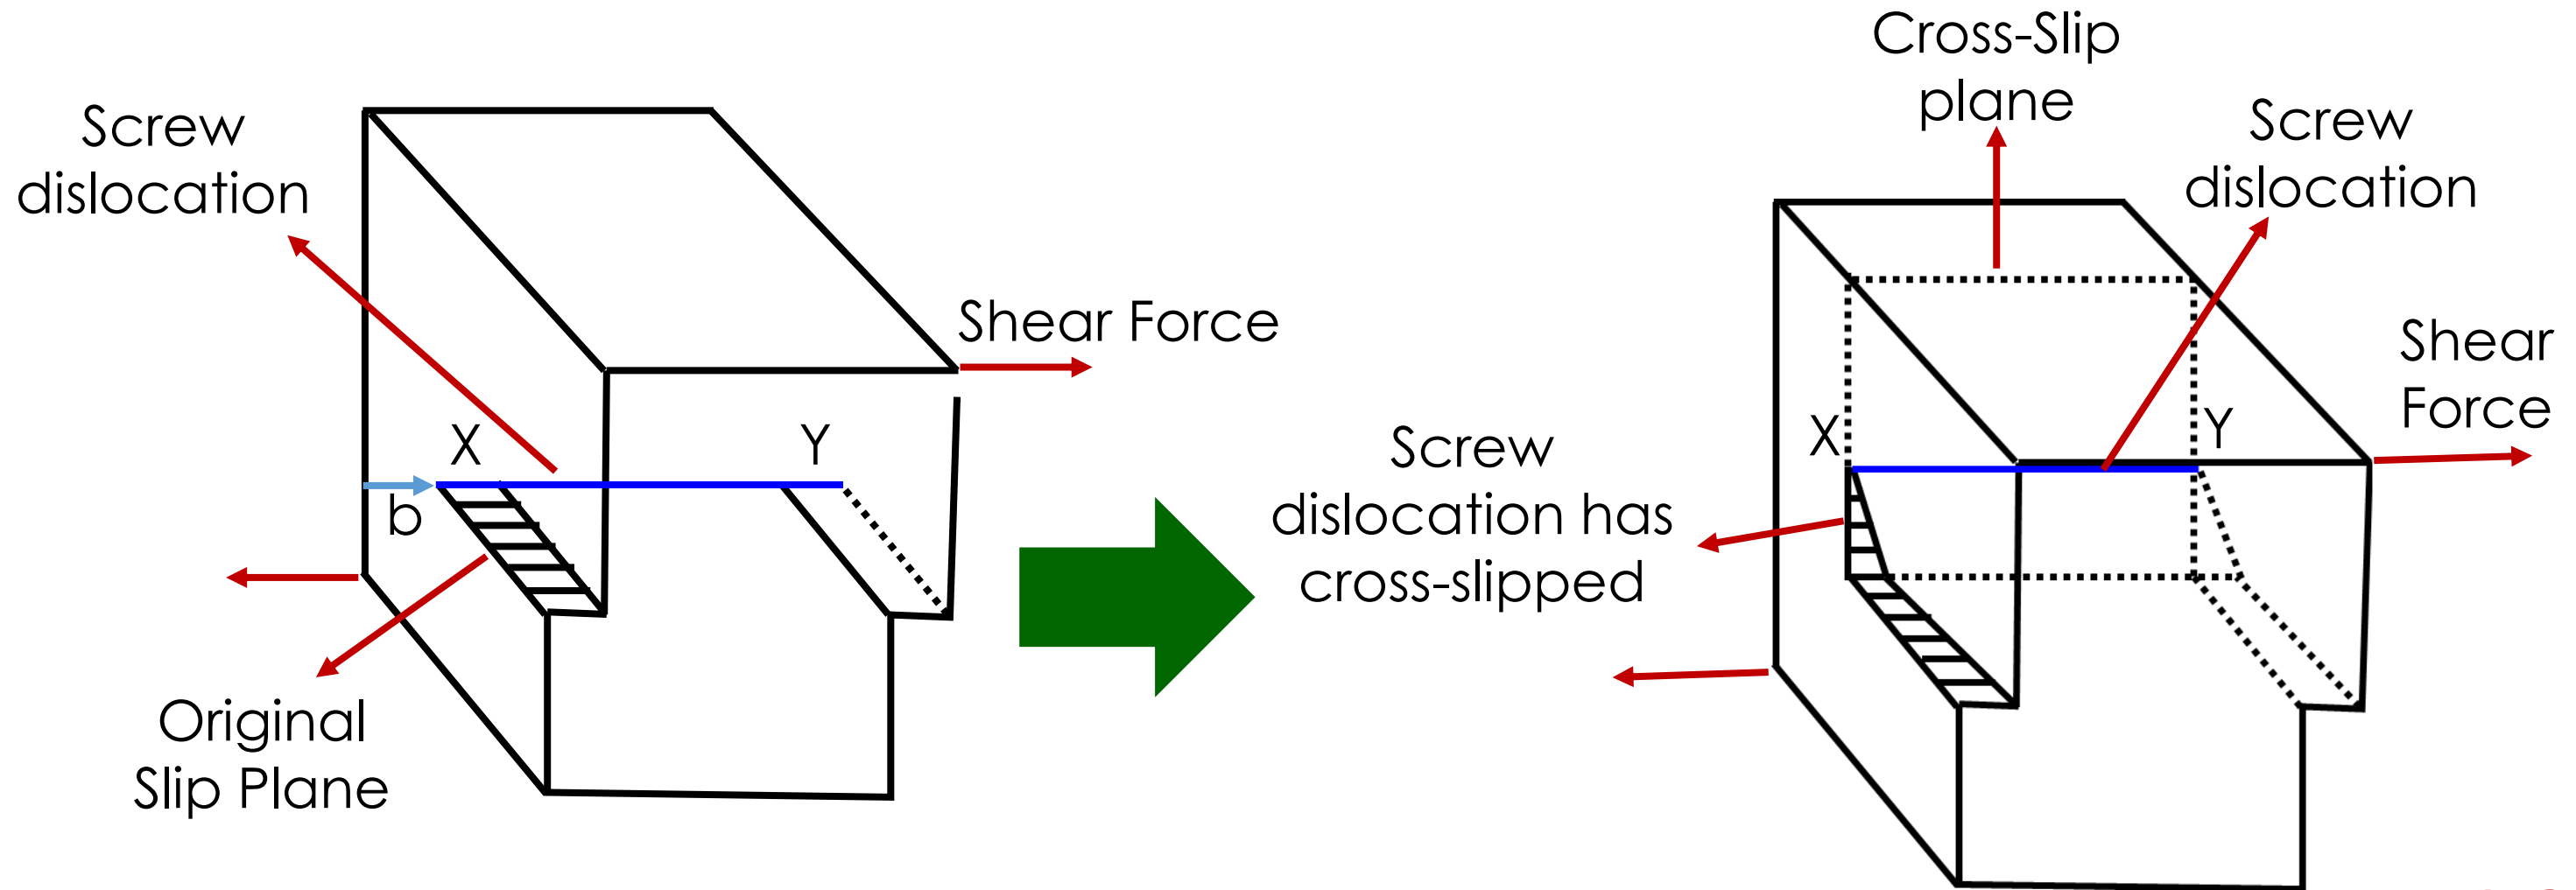 Screw
dislocation
Shear Force
X
Y
b
Original
Slip Plane
Cross-Slip
plane
Screw
dislocation
Shear
Force
X
Y
Screw
dislocation has
cross-slipped